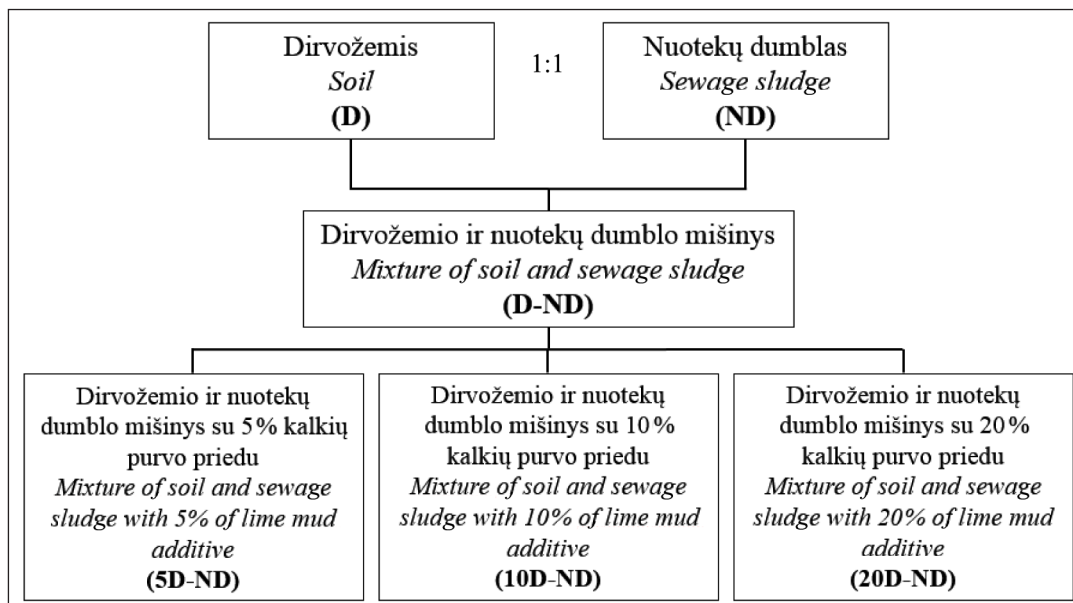 Dirvožemis
Soil
(D)
1:1
Nuotekų dumblas
Sewage sludge
(ND)
Dirvožemio ir nuotekų dumblo mišinys
Mixture of soil and sewage sludge
(D-ND)
Dirvožemio ir nuotekų
dumblo mišinys su 5% kalkių
purvo priedu
Mixture of soil and sewage
sludge with 5% of lime mud
additive
(5D-ND)
Dirvožemio ir nuotekų
dumblo mišinys su 10%
kalkių purvo priedu
Mixture of soil and sewage
sludge with 10% of lime mud
additive
(10D-ND)
Dirvožemio ir nuotekų
dumblo mišinys su 20%
kalkių purvo priedu
Mixture of soil and sewage
sludge with 20% of lime mud
additive
(20D-ND)